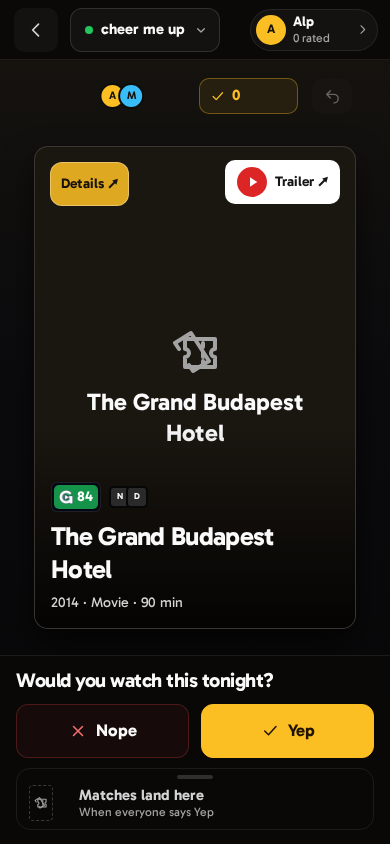 cheer me up
A
Alp
0 rated
A
M
0
Details
Trailer
The Grand Budapest
Hotel
G 84
N
D
The Grand Budapest
Hotel
2014 · Movie · 90 min
Would you watch this tonight?
Nope
Yep
Matches land here
When everyone says Yep